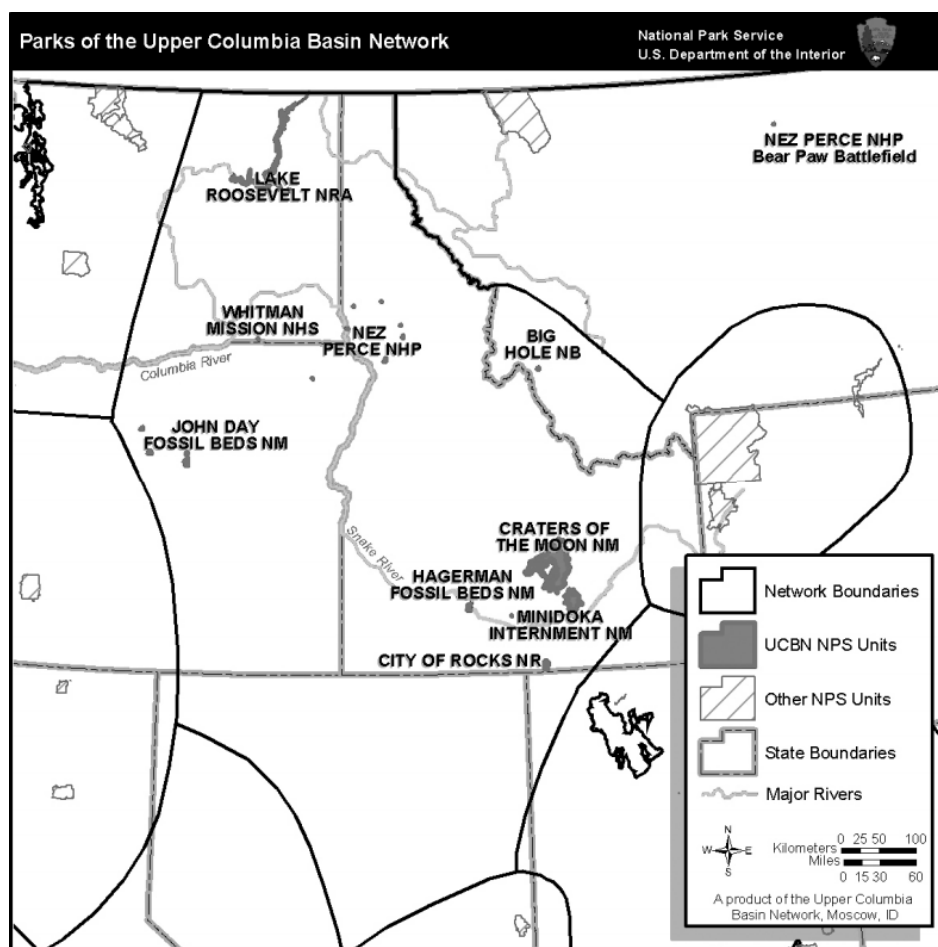 Parks of the Upper Columbia Basin Network
National Park Service
U.S. Department of the Interior
NEZ PERCE NHP
Bear Paw Battlefield
LAKE
ROOSEVELT NRA
WHITMAN
MISSION NHS
NEZ
PERCE NHP
BIG
HOLE NB
Columbia River
JOHN DAY
FOSSIL BEDS NM
Snake River
CRATERS OF
THE MOON NM
HAGERMAN
FOSSIL BEDS NM
MINIDOKA
INTERNMENT NM
CITY OF ROCKS NR
Network Boundaries
UCBN NPS Units
Other NPS Units
State Boundaries
Major Rivers
N
W E
S
Kilometers 0 25 50 100
Miles
0 15 30 60
A product of the Upper Columbia
Basin Network, Moscow, ID